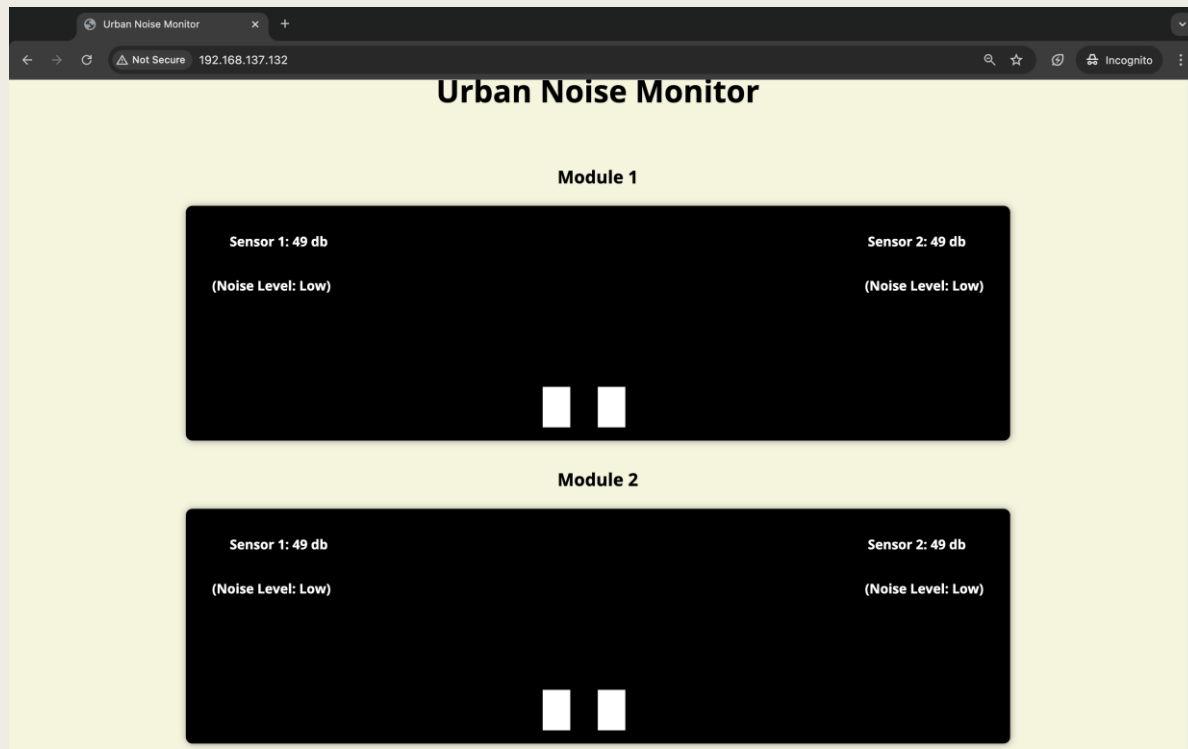 Urban Noise Monitor
Not Secure 192.168.137.132 Incognito
Urban Noise Monitor
Module 1
Sensor 1: 49 db Sensor 2: 49 db
(Noise Level: Low) (Noise Level: Low)
Module 2
Sensor 1: 49 db Sensor 2: 49 db
(Noise Level: Low) (Noise Level: Low)